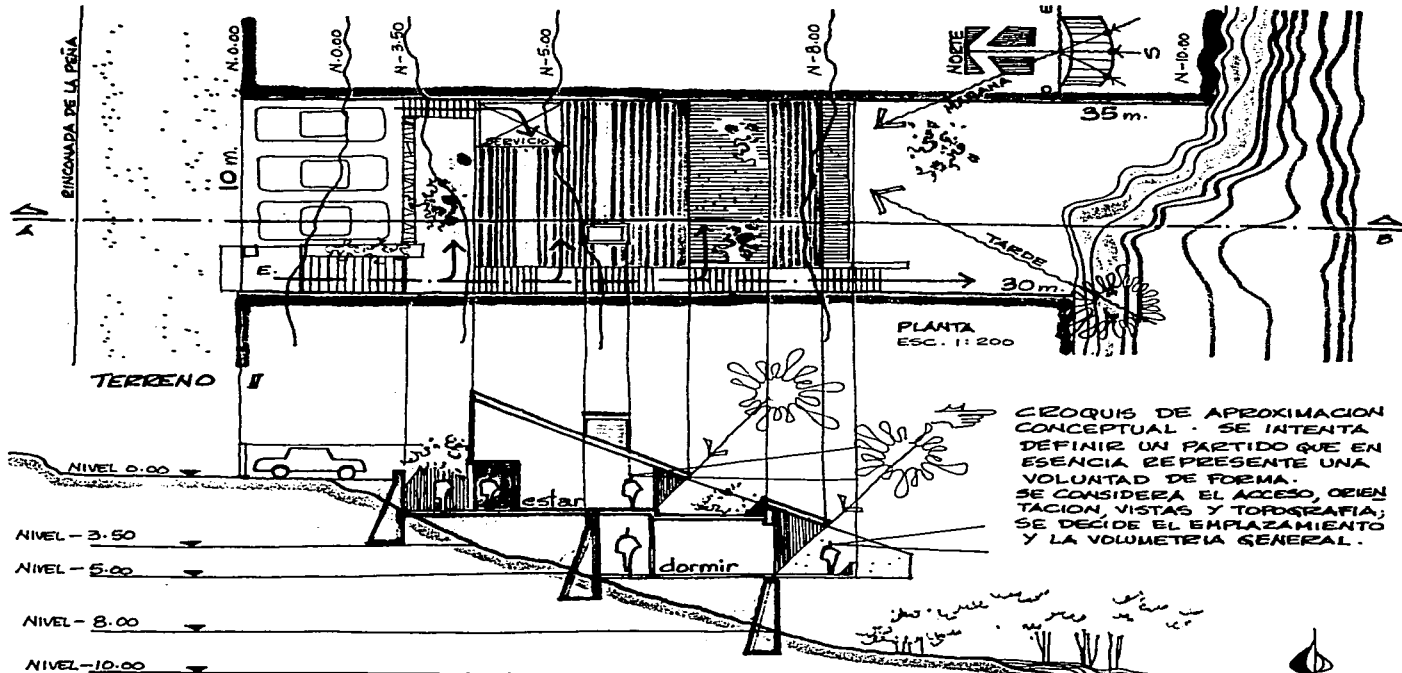 RINCONADA DE LA PEÑA
N.0.00
N.0.00
N-3.50
N-5.00
N-8.00
NORTE
E
S
O
N-10.00
MAÑANA
35 m.
10 m.
SERVICIO
A
B
E.
TARDE
30 m.
PLANTA
ESC. 1:200
TERRENO II
CROQUIS DE APROXIMACION
CONCEPTUAL. SE INTENTA
DEFINIR UN PARTIDO QUE EN
ESENCIA REPRESENTE UNA
VOLUNTAD DE FORMA.
SE CONSIDERA EL ACCESO, ORIEN
TACION, VISTAS Y TOPOGRAFIA;
SE DECIDE EL EMPLAZAMIENTO
Y LA VOLUMETRIA GENERAL.
NIVEL 0.00
estar
NIVEL-3.50
dormir
NIVEL-5.00
NIVEL-8.00
NIVEL-10.00